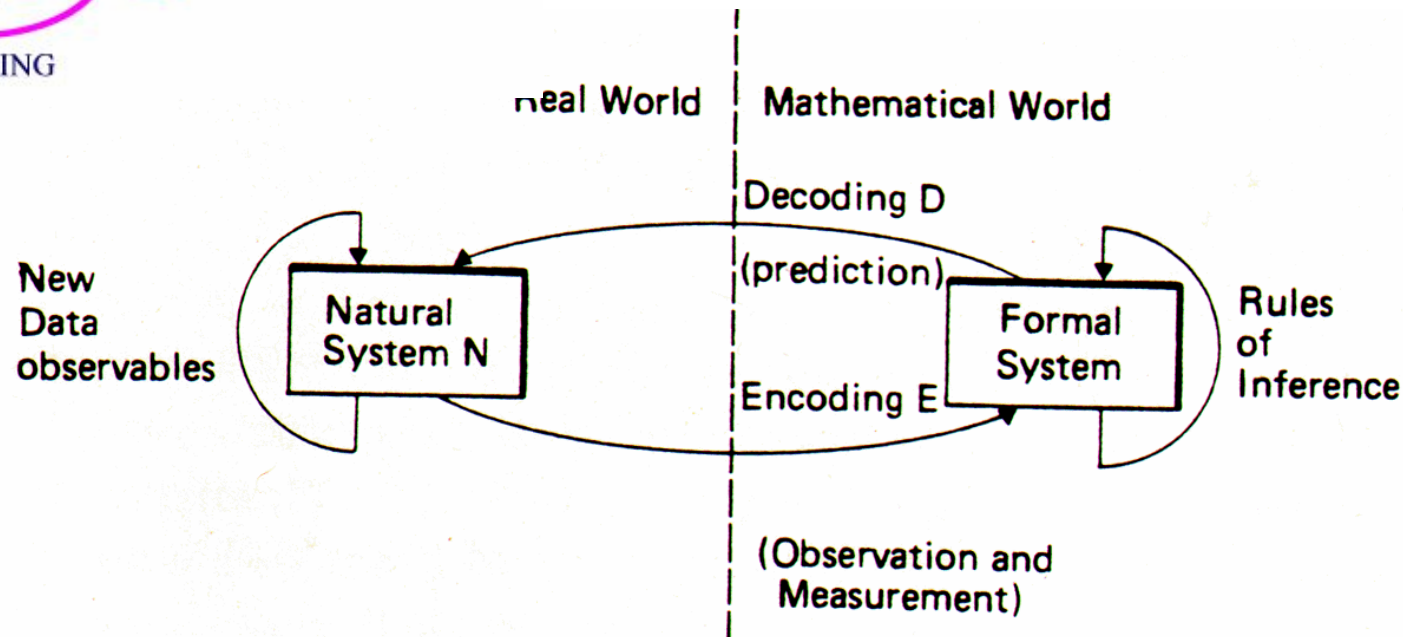 ING
Real World
Mathematical World
Decoding D
(prediction)
New
Data
observables
Natural
System N
Formal
System
Rules
of
Inference
Encoding E
(Observation and
Measurement)